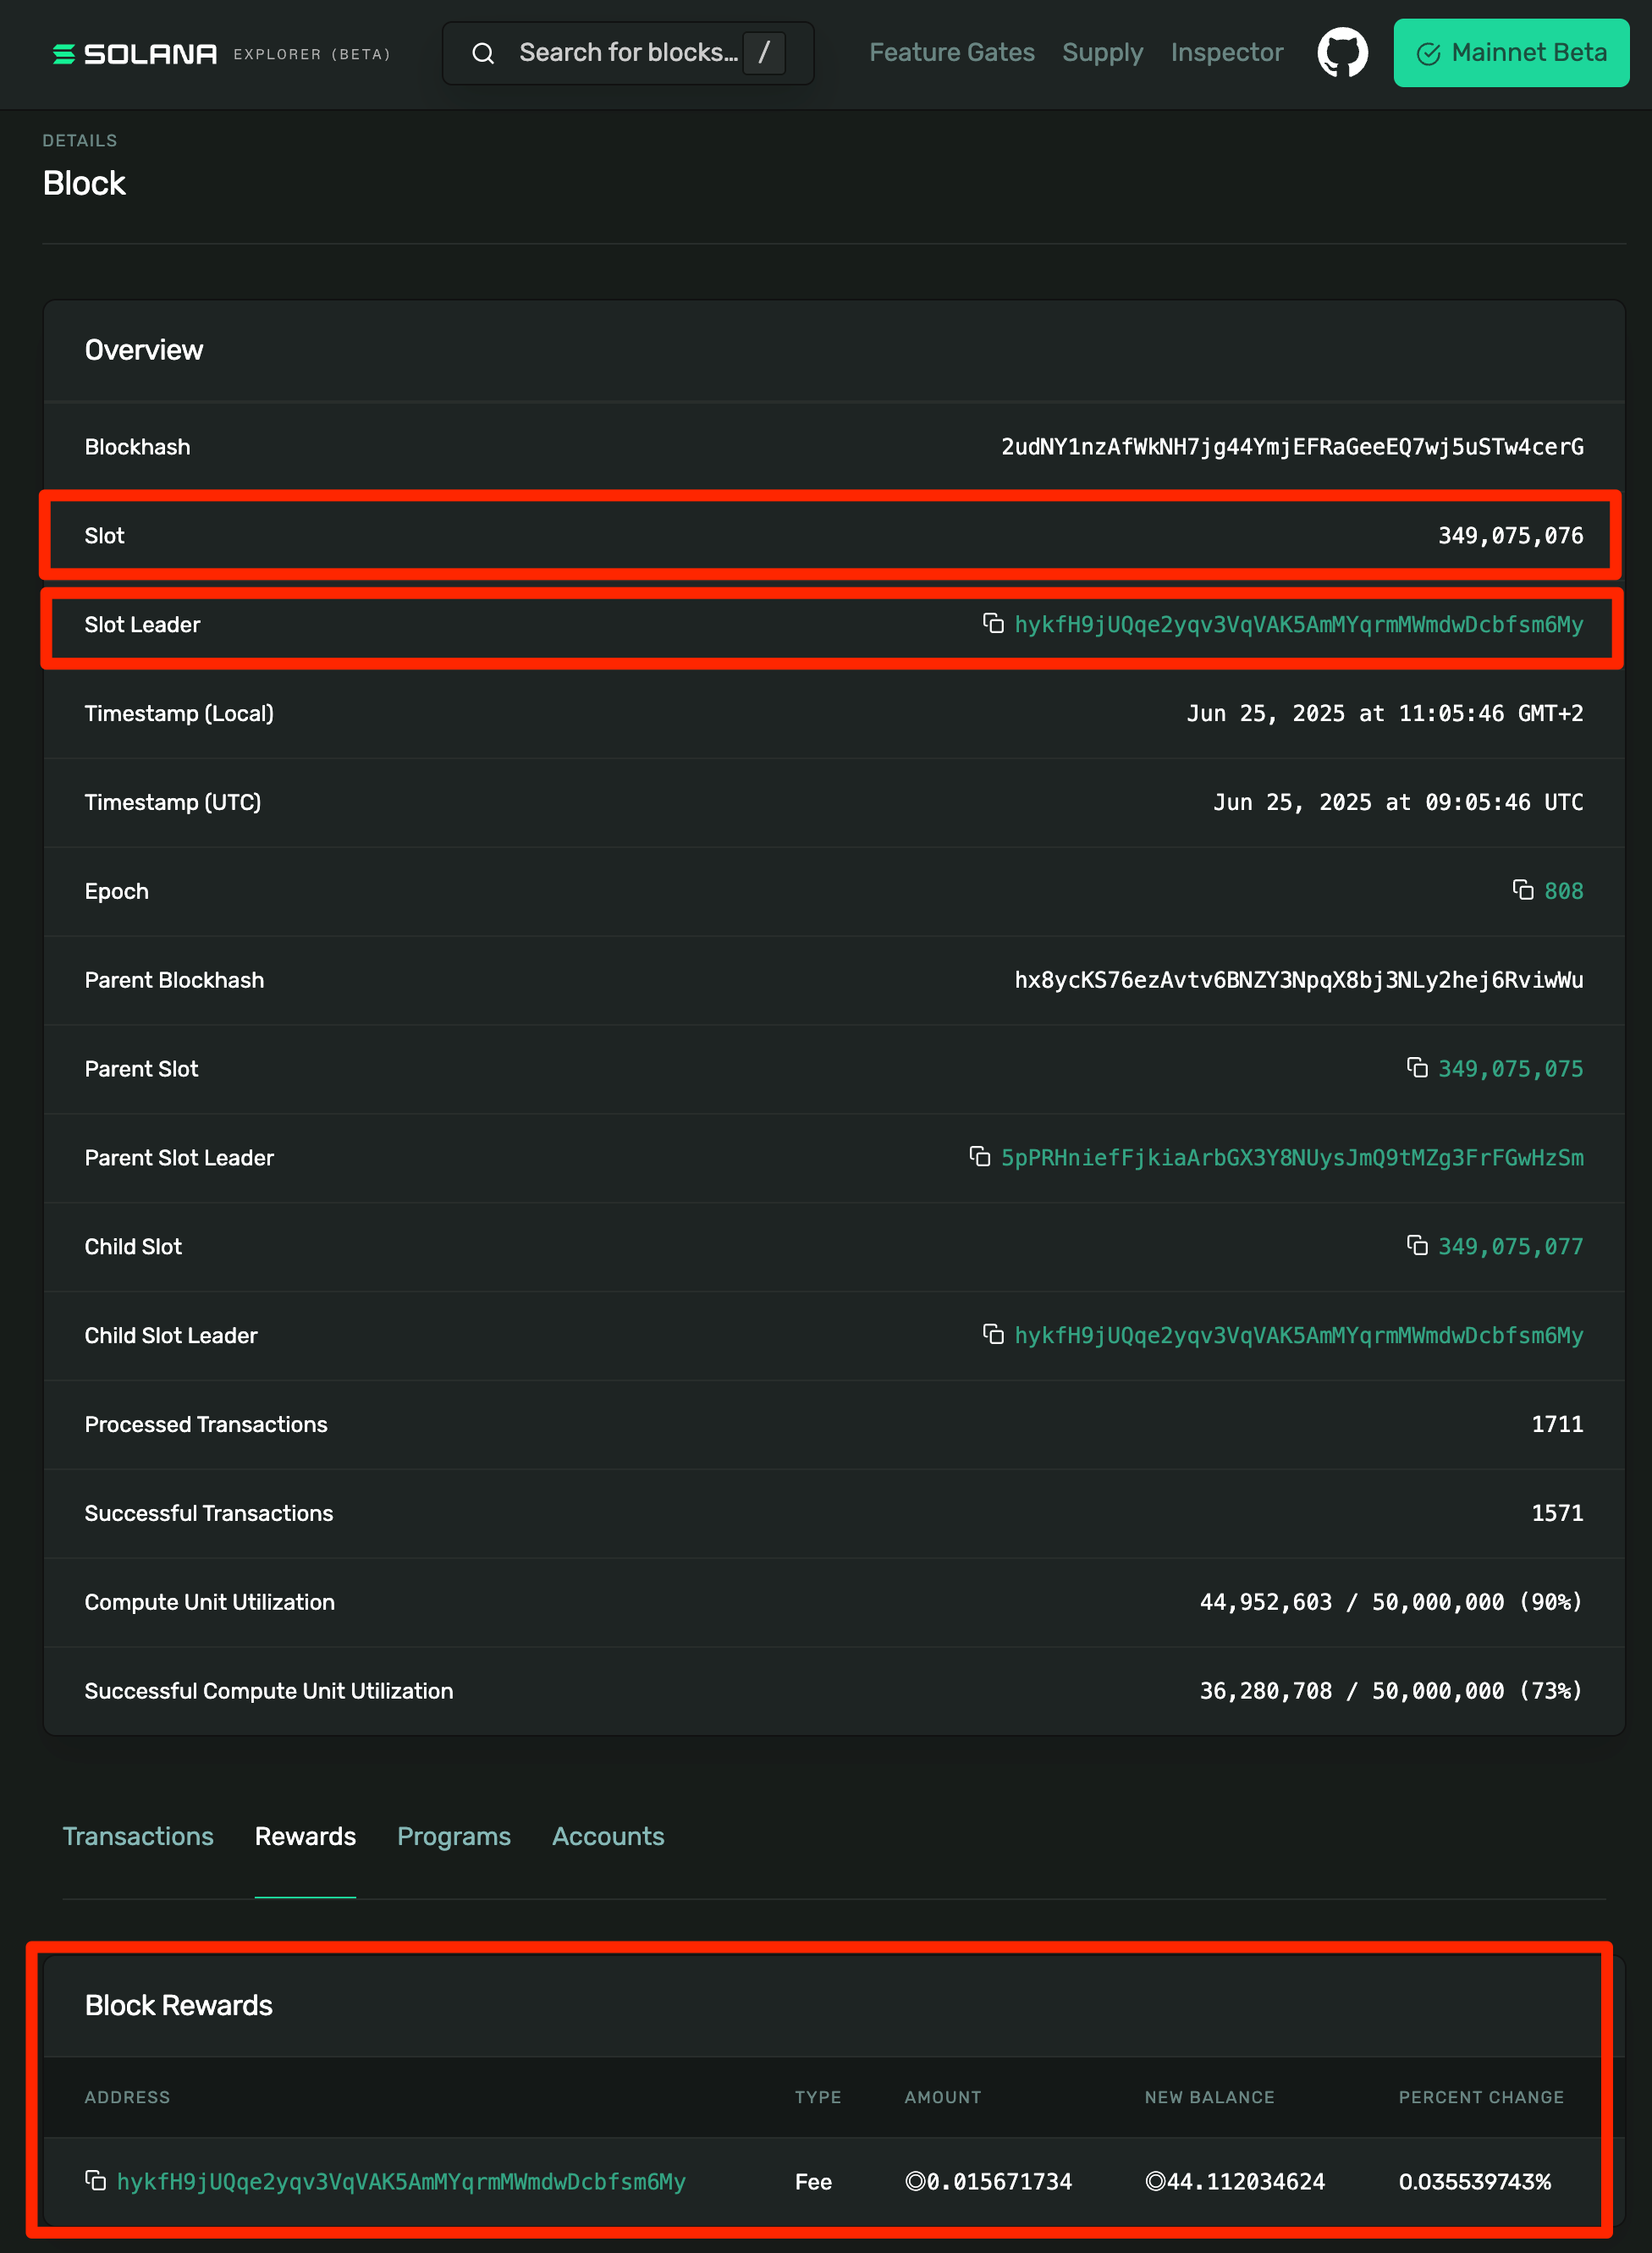 SOLANA EXPLORER (BETA) Search for blocks... / Feature Gates Supply Inspector Mainnet Beta
DETAILS
Block
Overview
Blockhash 2udNY1nzAfWkNH7jg44YmjEFRaGeeEQ7wj5uSTw4cerG
Slot 349,075,076
Slot Leader hykfH9jUQqe2yqv3VqVAK5AmMYqrmMWmdwDcbfsm6My
Timestamp (Local) Jun 25, 2025 at 11:05:46 GMT+2
Timestamp (UTC) Jun 25, 2025 at 09:05:46 UTC
Epoch 808
Parent Blockhash hx8ycKS76ezAvtv6BNZY3NpqX8bj3NLy2hej6RviwWu
Parent Slot 349,075,075
Parent Slot Leader 5pPRHniefFjkiaArbGX3Y8NUysJmQ9tMZg3FrFGwHzSm
Child Slot 349,075,077
Child Slot Leader hykfH9jUQqe2yqv3VqVAK5AmMYqrmMWmdwDcbfsm6My
Processed Transactions 1711
Successful Transactions 1571
Compute Unit Utilization 44,952,603 / 50,000,000 (90%)
Successful Compute Unit Utilization 36,280,708 / 50,000,000 (73%)
Transactions Rewards Programs Accounts
Block Rewards
ADDRESS TYPE AMOUNT NEW BALANCE PERCENT CHANGE
hykfH9jUQqe2yqv3VqVAK5AmMYqrmMWmdwDcbfsm6My Fee ◎0.015671734 ◎44.112034624 0.035539743%